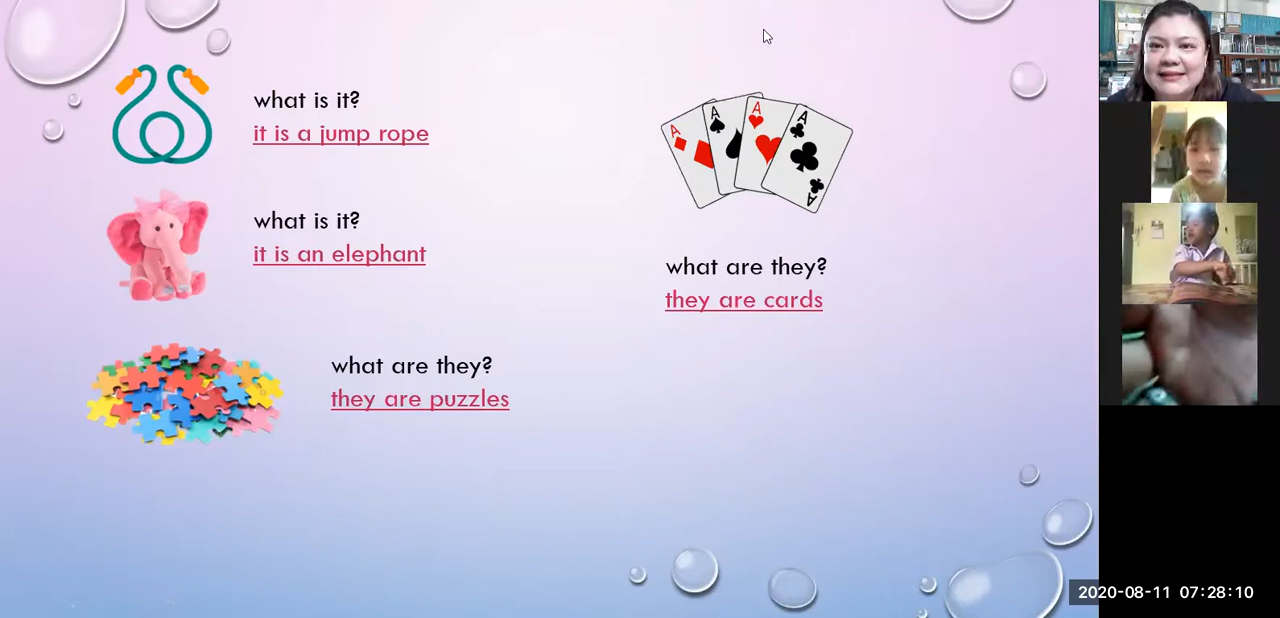 what is it?
it is a jump rope
what is it?
it is an elephant
what are they?
they are puzzles
A
A
A
A
A
what are they?
they are cards
2020-08-11 07:28:10